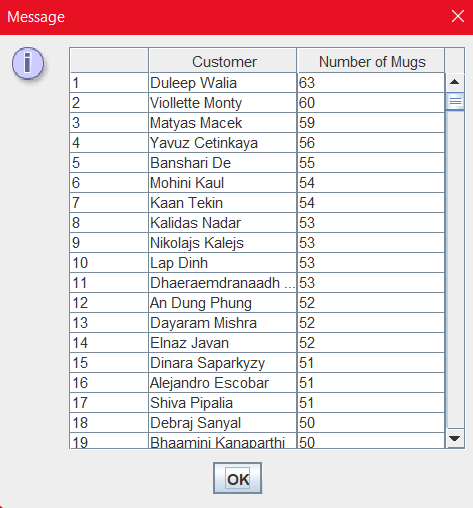 Message
Customer Number of Mugs
1 Duleep Walia 63
2 Viollette Monty 60
3 Matyas Macek 59
4 Yavuz Cetinkaya 56
5 Banshari De 55
6 Mohini Kaul 54
7 Kaan Tekin 54
8 Kalidas Nadar 53
9 Nikolajs Kalejs 53
10 Lap Dinh 53
11 Dhaeraemdranaadh ... 53
12 An Dung Phung 52
13 Dayaram Mishra 52
14 Elnaz Javan 52
15 Dinara Saparkyzy 51
16 Alejandro Escobar 51
17 Shiva Pipalia 51
18 Debraj Sanyal 50
19 Bhaamini Kanaparthi 50
OK